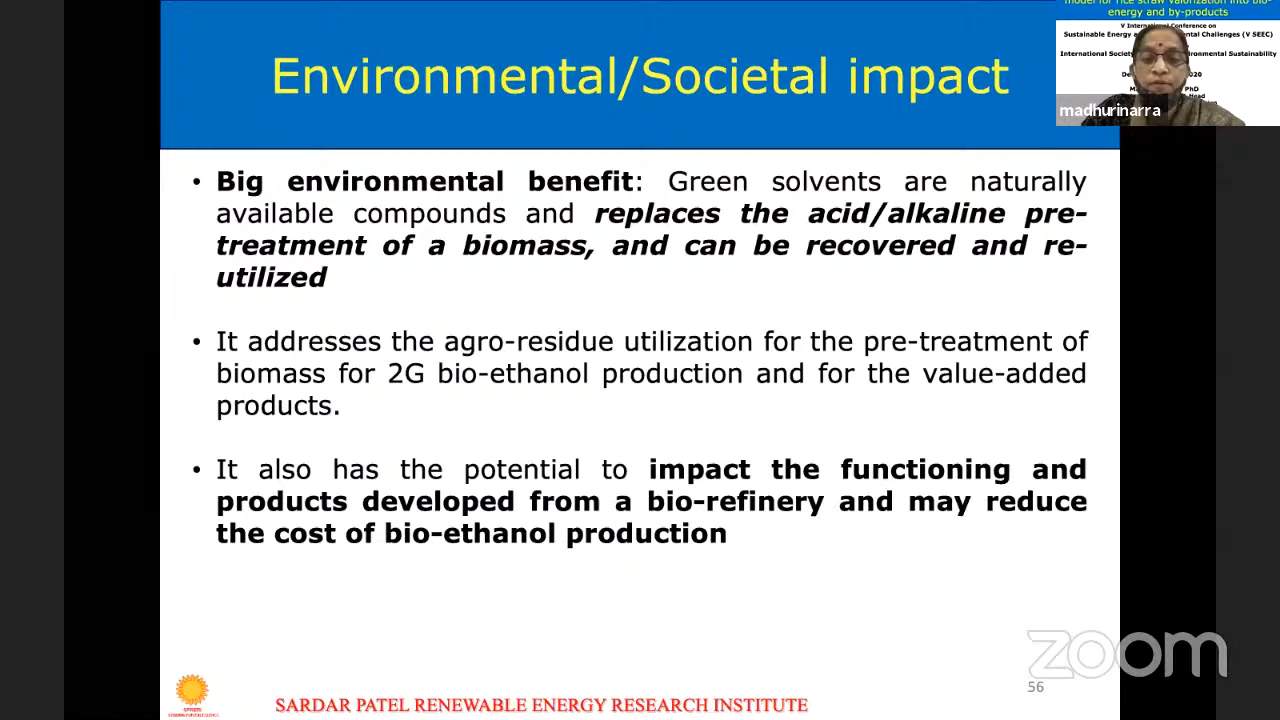 Environmental/Societal impact
• Big environmental benefit: Green solvents are naturally
available compounds and replaces the acid/alkaline pre-
treatment of a biomass, and can be recovered and re-
utilized
• It addresses the agro-residue utilization for the pre-treatment of
biomass for 2G bio-ethanol production and for the value-added
products.
• It also has the potential to impact the functioning and
products developed from a bio-refinery and may reduce
the cost of bio-ethanol production
SARDAR PATEL RENEWABLE ENERGY RESEARCH INSTITUTE
56
zoom
model for rice straw valorization into bio-
energy and by-products
V International Conference on
Sustainable Energy Challenges (V SEEC)
International Society Environmental Sustainability
PhD
Head
madhurinarra